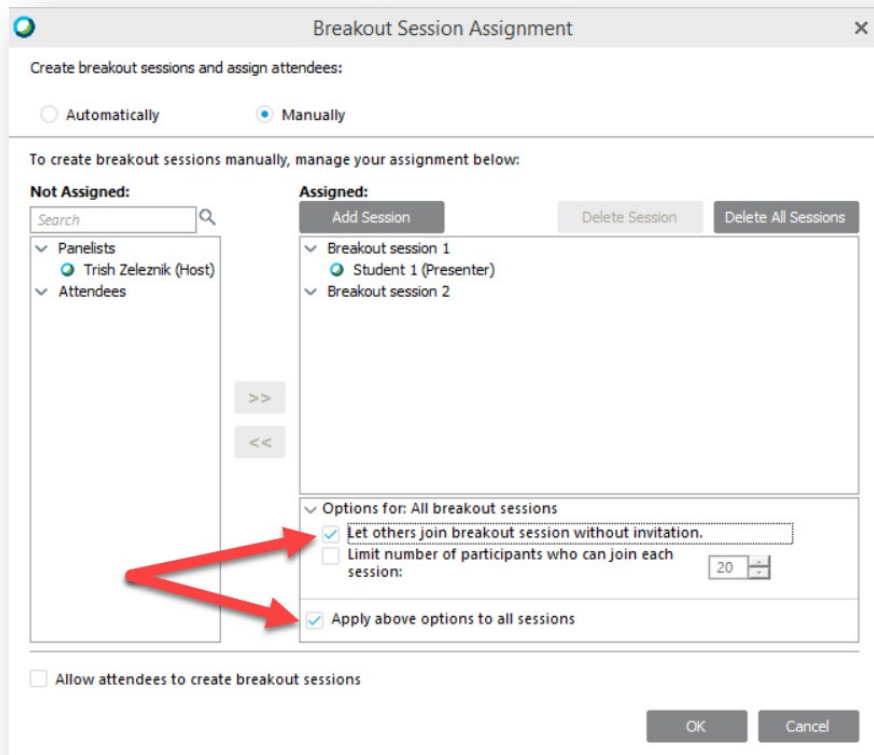 Breakout Session Assignment
Create breakout sessions and assign attendees:
Automatically
Manually
To create breakout sessions manually, manage your assignment below:
Not Assigned:
Search
Panelists
Trish Zeleznik (Host)
Attendees
>>
<<
Assigned:
Add Session
Delete Session
Delete All Sessions
Breakout session 1
Student 1 (Presenter)
Breakout session 2
Options for: All breakout sessions
Let others join breakout session without invitation.
Limit number of participants who can join each
session:
20
Apply above options to all sessions
Allow attendees to create breakout sessions
OK
Cancel